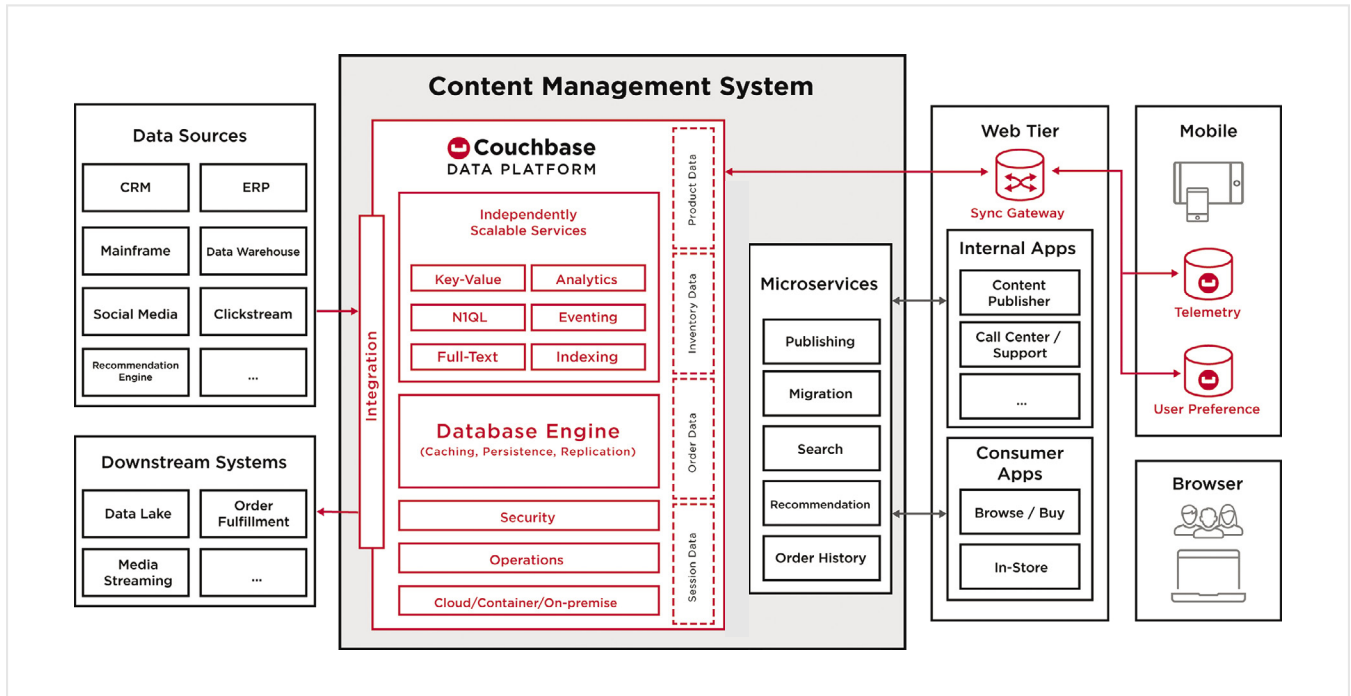 Content Management System
Data Sources
CRM
ERP
Mainframe
Data Warehouse
Social Media
Clickstream
Recommendation
Engine
...
Downstream Systems
Data Lake
Order
Fulfillment
Media
Streaming
...
Integration
Couchbase
DATA PLATFORM
Independently
Scalable Services
Key-Value
Analytics
N1QL
Eventing
Full-Text
Indexing
Database Engine
(Caching, Persistence, Replication)
Security
Operations
Cloud/Container/On-premise
Product Data
Inventory Data
Order Data
Session Data
Microservices
Publishing
Migration
Search
Recommendation
Order History
Web Tier
Sync Gateway
Internal Apps
Content
Publisher
Call Center /
Support
...
Consumer
Apps
Browse / Buy
In-Store
Mobile
Telemetry
User Preference
Browser